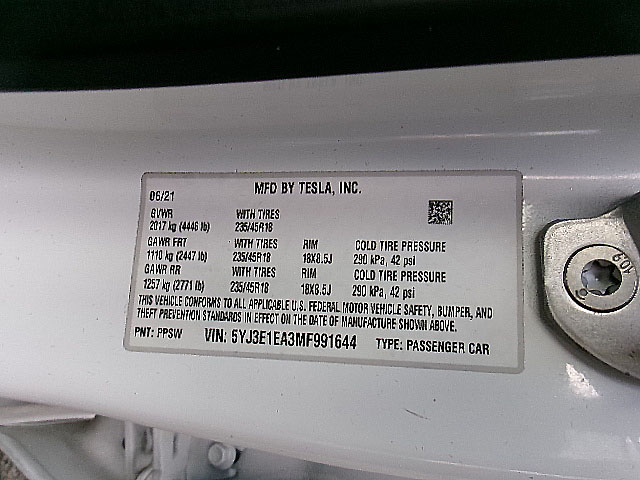 MFD BY TESLA, INC.
06/21
GVWR WITH TIRES
2017 kg (4446 lb) 235/45R18
GAWR FRT WITH TIRES RIM COLD TIRE PRESSURE
1110 kg (2447 lb) 235/45R18 18X8.5J 290 kPa, 42 psi
GAWR RR WITH TIRES RIM COLD TIRE PRESSURE
1257 kg (2771 lb) 235/45R18 18X8.5J 290 kPa, 42 psi
THIS VEHICLE CONFORMS TO ALL APPLICABLE U.S. FEDERAL MOTOR VEHICLE SAFETY, BUMPER, AND
THEFT PREVENTION STANDARDS IN EFFECT ON THE DATE OF MANUFACTURE SHOWN ABOVE.
PNT: PPSW VIN: 5YJ3E1EA3MF991644 TYPE: PASSENGER CAR
10.9